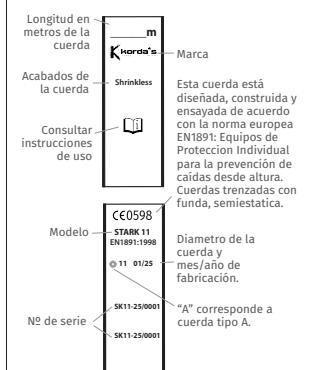 Longitud en
metros de la
cuerda
_______m
korda's
Marca
Acabados de
la cuerda
Shrinkless
Consultar
instrucciones
de uso
Esta cuerda está
diseñada, construida y
ensayada de acuerdo
con la norma europea
EN1891: Equipos de
Proteccion Individual
para la prevención de
caídas desde altura.
Cuerdas trenzadas con
funda, semiestatica.
CE0598
Modelo
STARK 11
EN1891:1998
11 01/25
Diametro de la
cuerda y
mes/año de
fabricación.
"A" corresponde a
cuerda tipo A.
Nº de serie
SK11-25/0001
SK11-25/0001